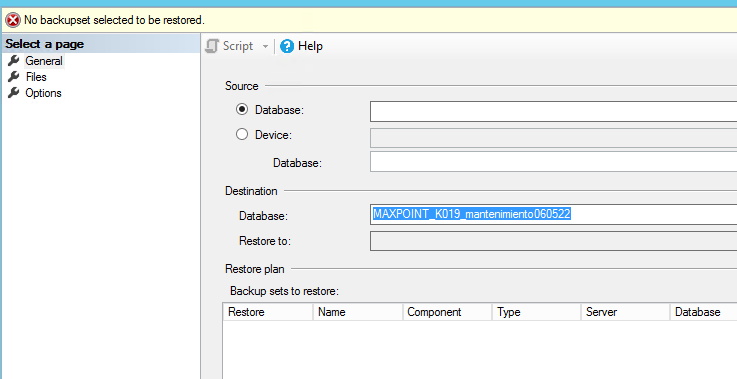 No backupset selected to be restored.
Select a page
General
Files
Options
Script
Help
Source
Database:
Device:
Database:
Destination
Database: MAXPOINT_K019_mantenimiento060522
Restore to:
Restore plan
Backup sets to restore:
Restore Name Component Type Server Database